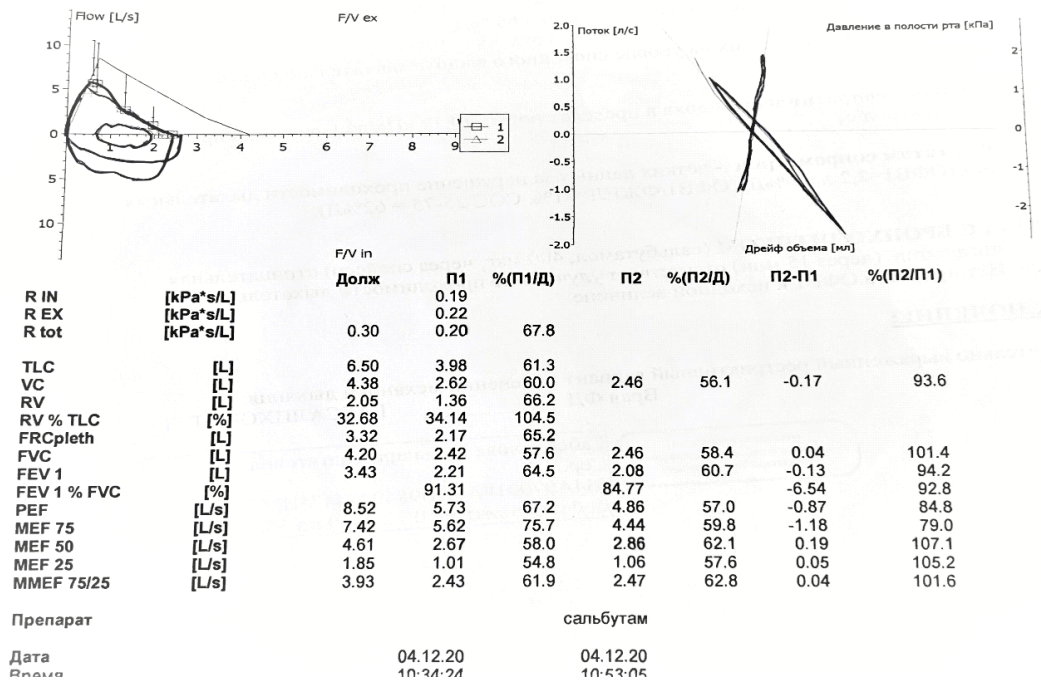 Flow [L/s] F/V ex
10
5
0 1 2 3 4 5 6 7 8 9
5
10
1
2
F/V in
Поток [л/с] Давление в полости рта [кПа]
2.0
1.5
1.0
0.5
0.0
-0.5
-1.0
-1.5
-2.0
2
1
0
-1
-2
Дрейф объема [мл]
Долж П1 %(П1/Д) П2 %(П2/Д) П2-П1 %(П2/П1)
R IN [kPa*s/L] 0.19
R EX [kPa*s/L] 0.22
R tot [kPa*s/L] 0.30 0.20 67.8
TLC [L] 6.50 3.98 61.3
VC [L] 4.38 2.62 60.0 2.46 56.1 -0.17 93.6
RV [L] 2.05 1.36 66.2
RV % TLC [%] 32.68 34.14 104.5
FRCpleth [L] 3.32 2.17 65.2
FVC [L] 4.20 2.42 57.6 2.46 58.4 0.04 101.4
FEV 1 [L] 3.43 2.21 64.5 2.08 60.7 -0.13 94.2
FEV 1 % FVC [%] 91.31 84.77 -6.54 92.8
PEF [L/s] 8.52 5.73 67.2 4.86 57.0 -0.87 84.8
MEF 75 [L/s] 7.42 5.62 75.7 4.44 59.8 -1.18 79.0
MEF 50 [L/s] 4.61 2.67 58.0 2.86 62.1 0.19 107.1
MEF 25 [L/s] 1.85 1.01 54.8 1.06 57.6 0.05 105.2
MMEF 75/25 [L/s] 3.93 2.43 61.9 2.47 62.8 0.04 101.6
Препарат сальбутам
Дата 04.12.20 04.12.20
Время 10:34:24 10:53:05